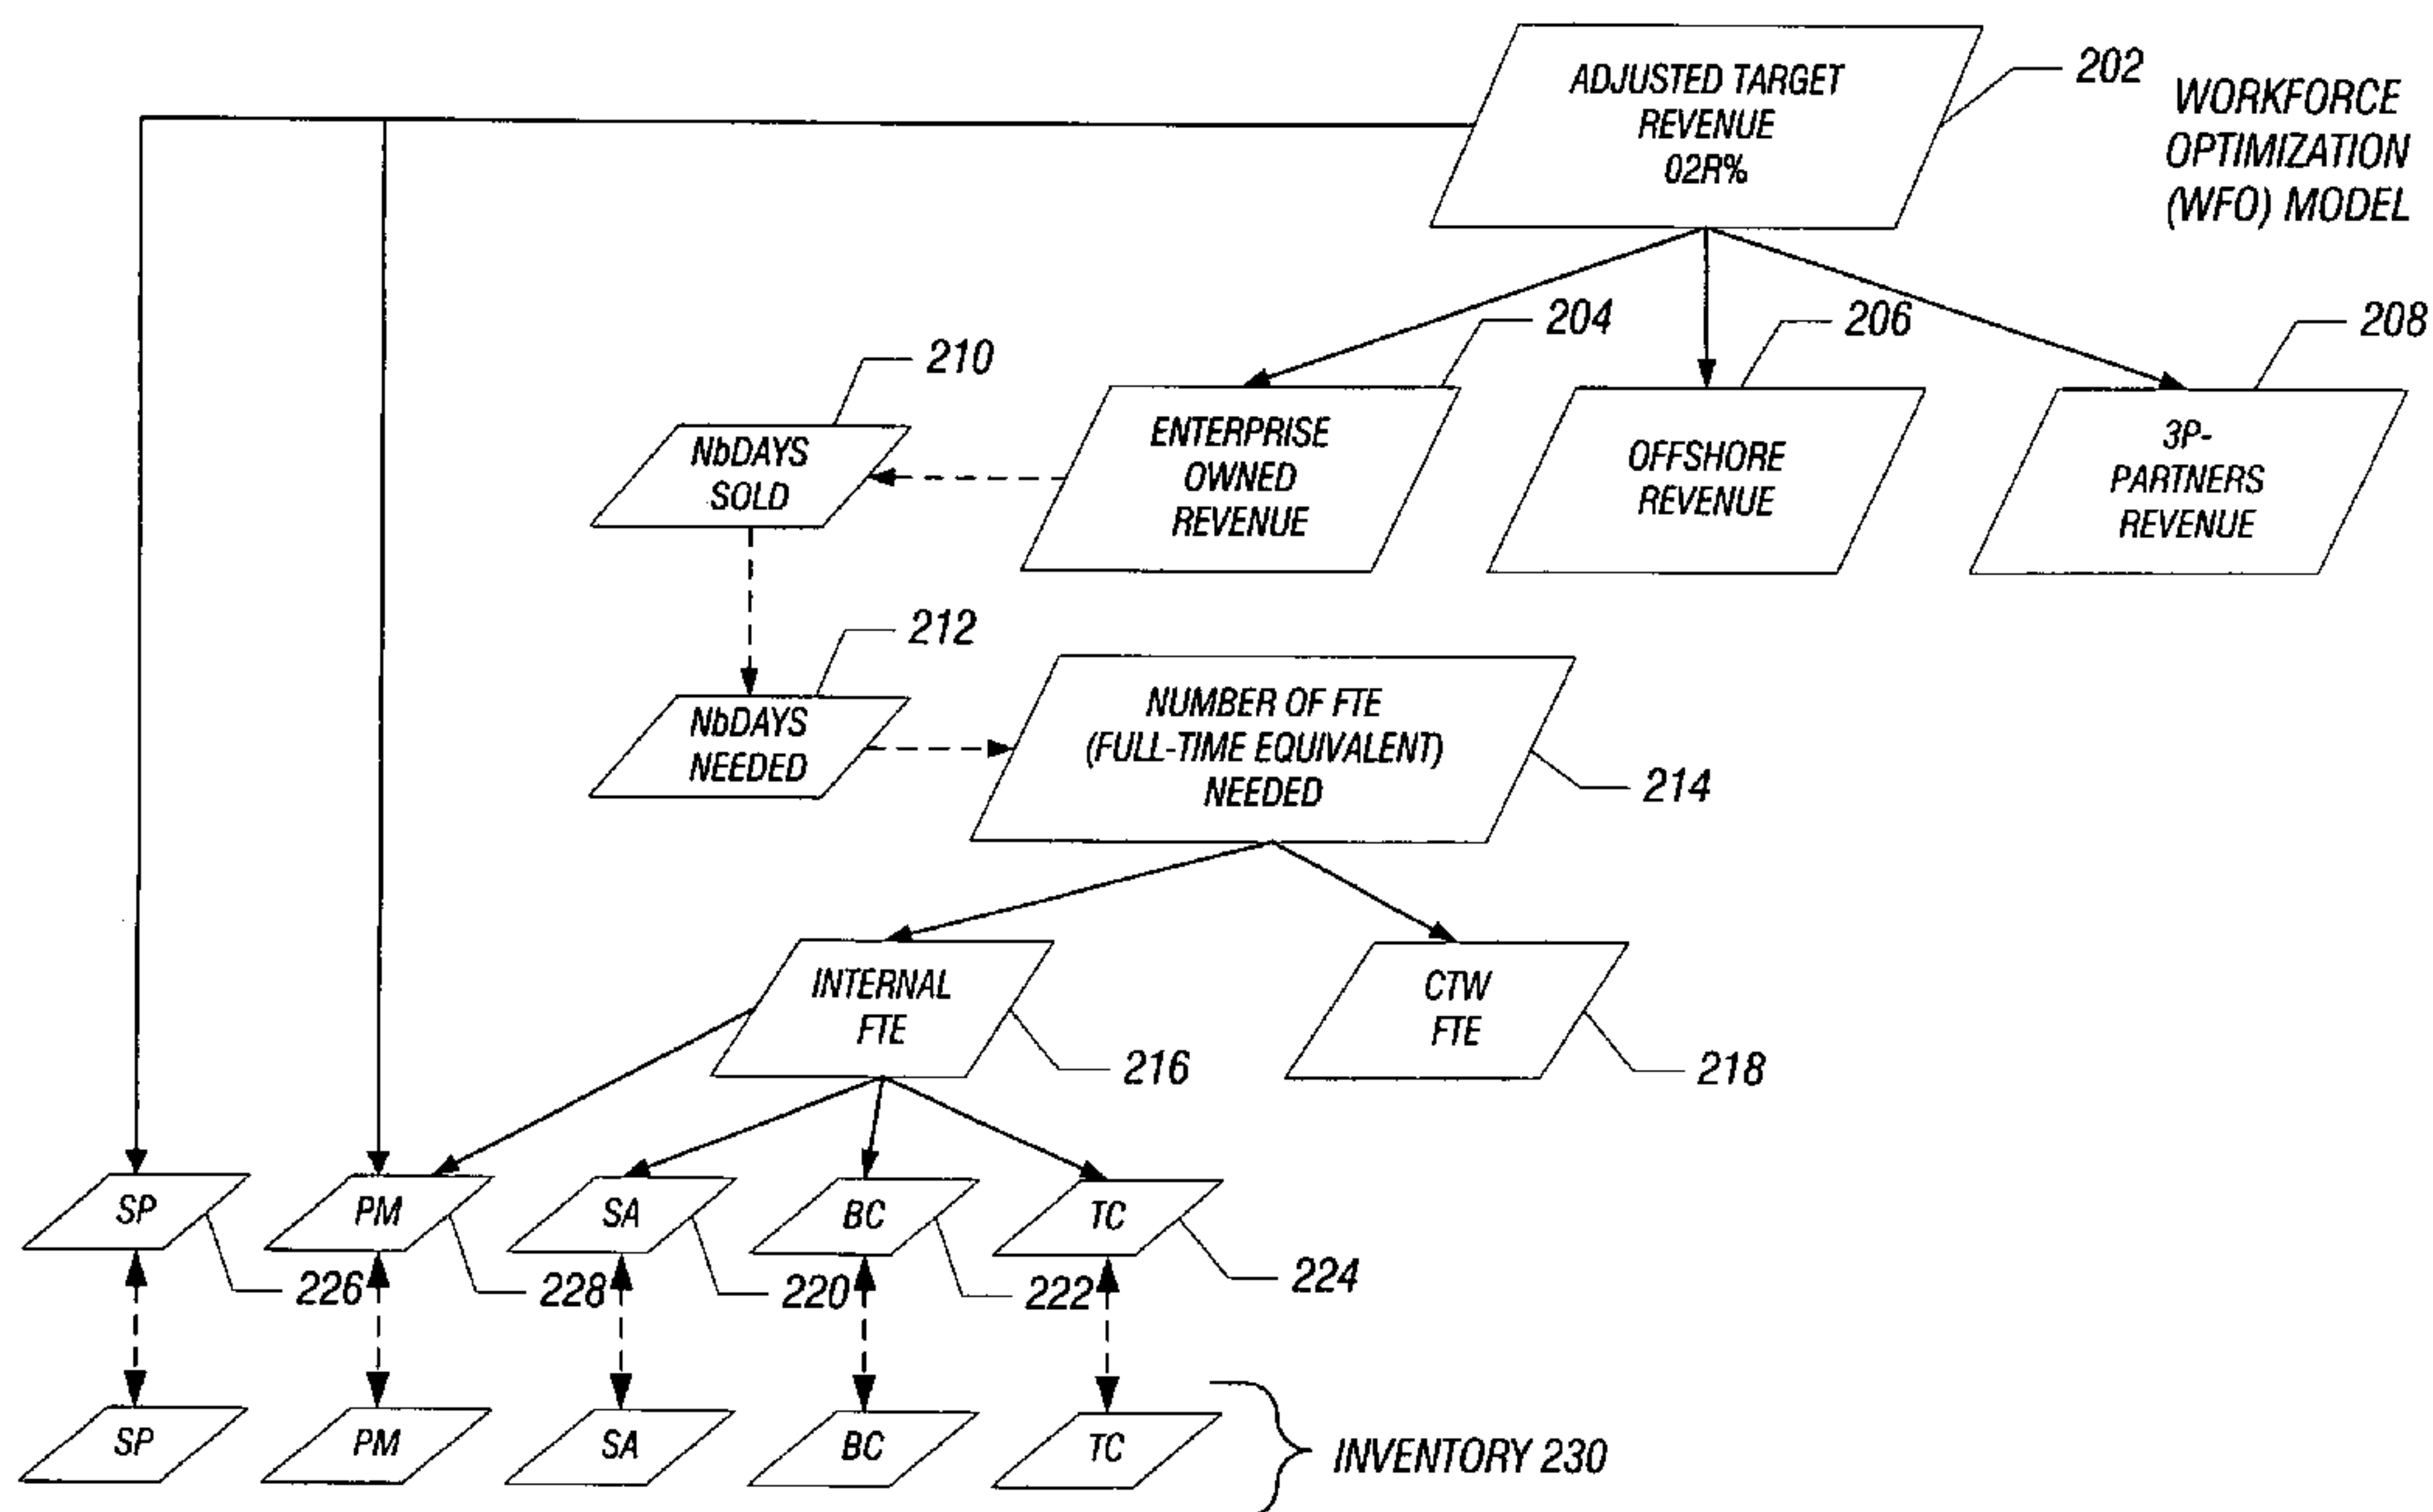 ADJUSTED TARGET
REVENUE
02R%
202
WORKFORCE
OPTIMIZATION
(WFO) MODEL
204
206
208
210
NbDAYS
SOLD
ENTERPRISE
OWNED
REVENUE
OFFSHORE
REVENUE
3P-
PARTNERS
REVENUE
212
NbDAYS
NEEDED
NUMBER OF FTE
(FULL-TIME EQUIVALENT)
NEEDED
214
INTERNAL
FTE
216
CTW
FTE
218
SP
PM
SA
BC
TC
226
228
220
222
224
SP
PM
SA
BC
TC
INVENTORY 230